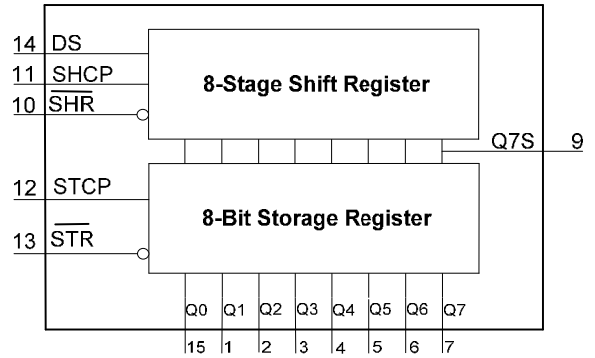 14 DS
8-Stage Shift Register
11 SHCP
10 SHR
Q7S 9
12 STCP
8-Bit Storage Register
13 STR
Q0 Q1 Q2 Q3 Q4 Q5 Q6 Q7
15 1 2 3 4 5 6 7